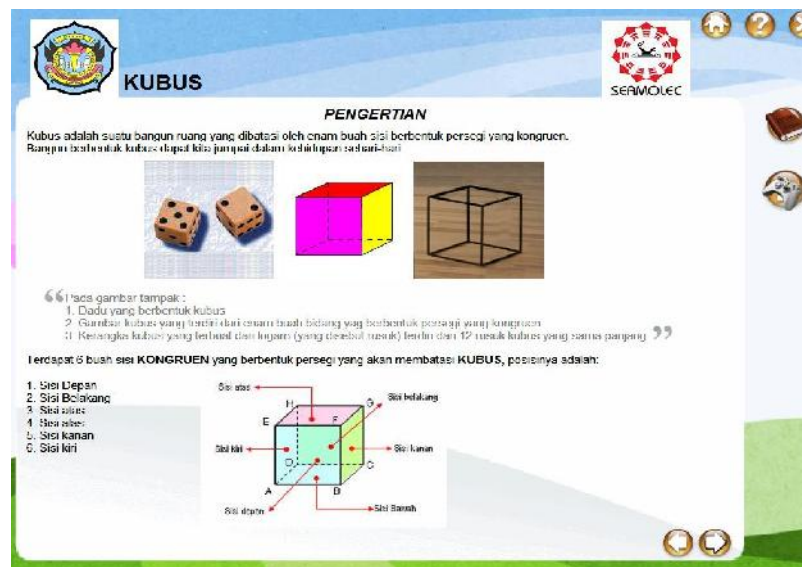 KUBUS
SEAMOLEC
PENGERTIAN
Kubus adalah suatu bangun ruang yang dibatasi oleh enam buah sisi berbentuk persegi yang kongruen.
Bangun berbentuk kubus dapat kita jumpai dalam kehidupan sehari-hari
“ Pada gambar tampak :
1. Dadu yang berbentuk kubus
2. Gambar kubus yang terdiri dari enam buah bidang yag berbentuk persegi yang kongruen
3. Kerangka kubus yang terbuat dari logam (yang disebut rusuk) terdiri dari 12 rusuk kubus yang sama panjang ”
Terdapat 6 buah sisi KONGRUEN yang berbentuk persegi yang akan membatasi KUBUS, posisinya adalah:
1. Sisi Depan
2. Sisi Belakang
3. Sisi atas
4. Sisi alas
5. Sisi kanan
6. Sisi kiri
Sisi atas
Sisi belakang
H
G
E
F
Sisi kiri
Sisi kanan
D
C
A
B
Sisi depan
Sisi Bawah